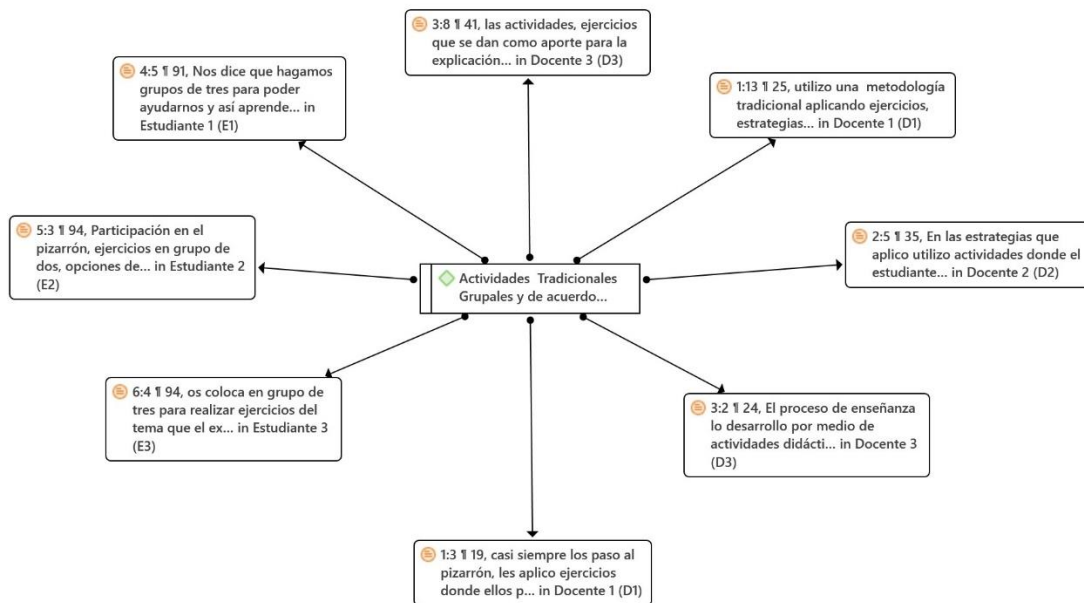 3:8 ¶ 41, las actividades, ejercicios
que se dan como aporte para la
explicación... in Docente 3 (D3)
4:5 ¶ 91, Nos dice que hagamos
grupos de tres para poder
ayudarnos y así aprende... in
Estudiante 1 (E1)
1:13 ¶ 25, utilizo una metodología
tradicional aplicando ejercicios,
estrategias... in Docente 1 (D1)
5:3 ¶ 94, Participación en el
pizarrón, ejercicios en grupo de
dos, opciones de... in Estudiante 2
(E2)
Actividades Tradicionales
Grupales y de acuerdo...
2:5 ¶ 35, En las estrategias que
aplico utilizo actividades donde el
estudiante... in Docente 2 (D2)
6:4 ¶ 94, os coloca en grupo de
tres para realizar ejercicios del
tema que el ex... in Estudiante 3
(E3)
3:2 ¶ 24, El proceso de enseñanza
lo desarrollo por medio de
actividades didácti... in Docente 3
(D3)
1:3 ¶ 19, casi siempre los paso al
pizarrón, les aplico ejercicios
donde ellos p... in Docente 1 (D1)